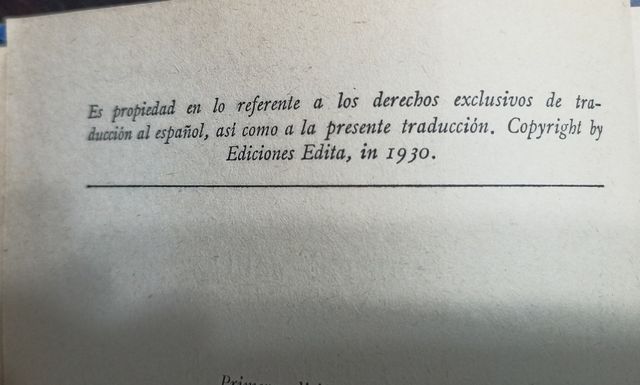 Es propiedad en lo referente a los derechos exclusivos de tra-
ducción al español, así como a la presente traducción. Copyright by
Ediciones Edita, in 1930.